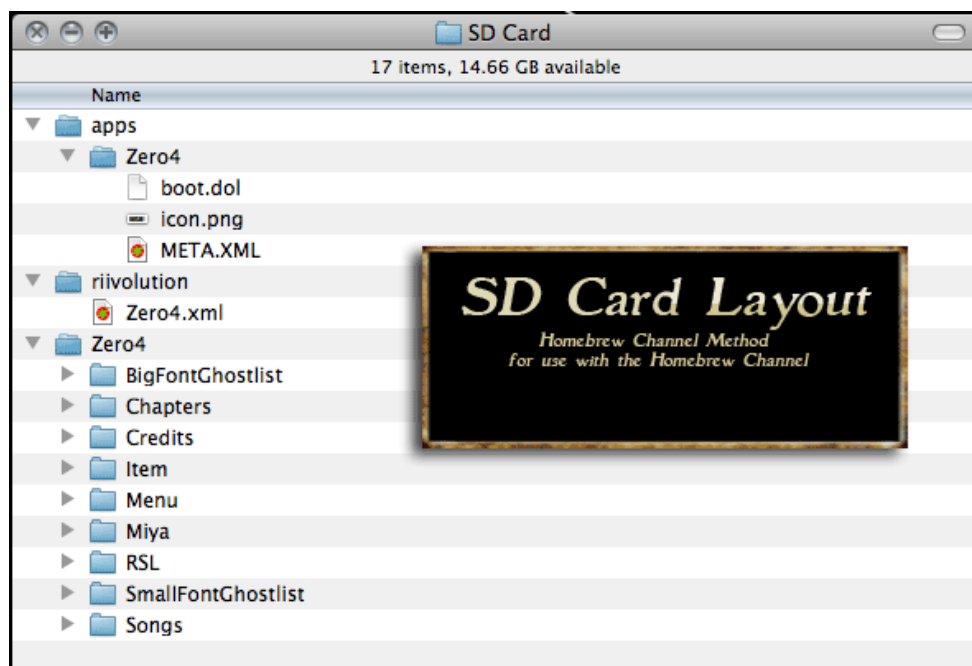 SD Card
17 items, 14.66 GB available
Name
apps
Zero4
boot.dol
icon.png
META.XML
riivolution
Zero4.xml
Zero4
BigFontGhostlist
Chapters
Credits
Item
Menu
Miya
RSL
SmallFontGhostlist
Songs
SD Card Layout
Homebrew Channel Method
for use with the Homebrew Channel